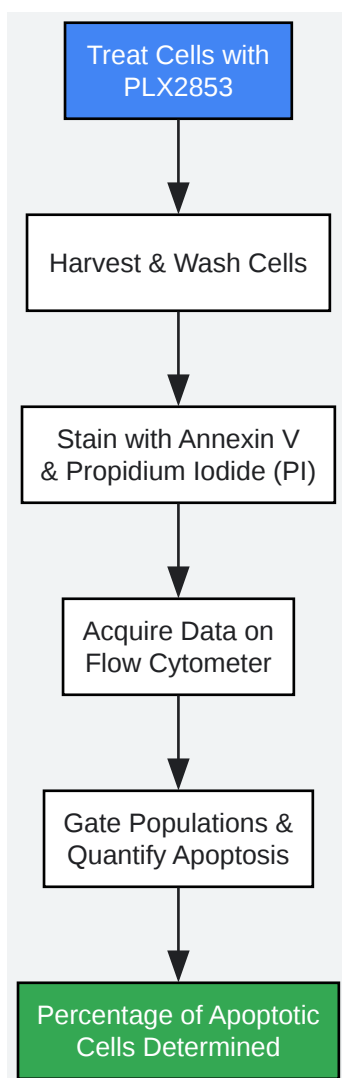 Treat Cells with
PLX2853
Harvest & Wash Cells
Stain with Annexin V
& Propidium Iodide (PI)
Acquire Data on
Flow Cytometer
Gate Populations &
Quantify Apoptosis
Percentage of Apoptotic
Cells Determined